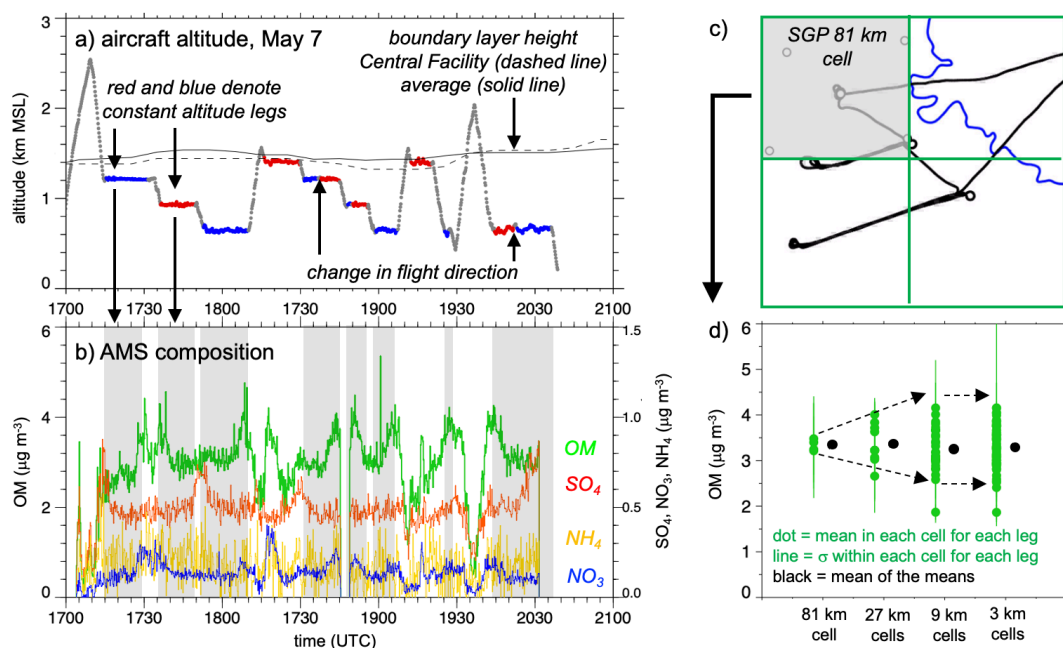 a) aircraft altitude, May 7
boundary layer height
Central Facility (dashed line)
average (solid line)
red and blue denote
constant altitude legs
change in flight direction
altitude (km MSL)
3
2
1
0
1700
1730
1800
1730
1900
1930
2030
2100
b) AMS composition
OM
SO4
NH4
NO3
OM (μg m-3)
6
4
2
0
SO4, NO3, NH4 (μg m-3)
1.5
1.0
0.5
0.0
1700
1730
1800
1730
1900
1930
2030
2100
time (UTC)
c)
SGP 81 km
cell
d)
OM (μg m-3)
6
5
4
3
2
1
0
dot = mean in each cell for each leg
line = σ within each cell for each leg
black = mean of the means
81 km
cell
27 km
cells
9 km
cells
3 km
cells